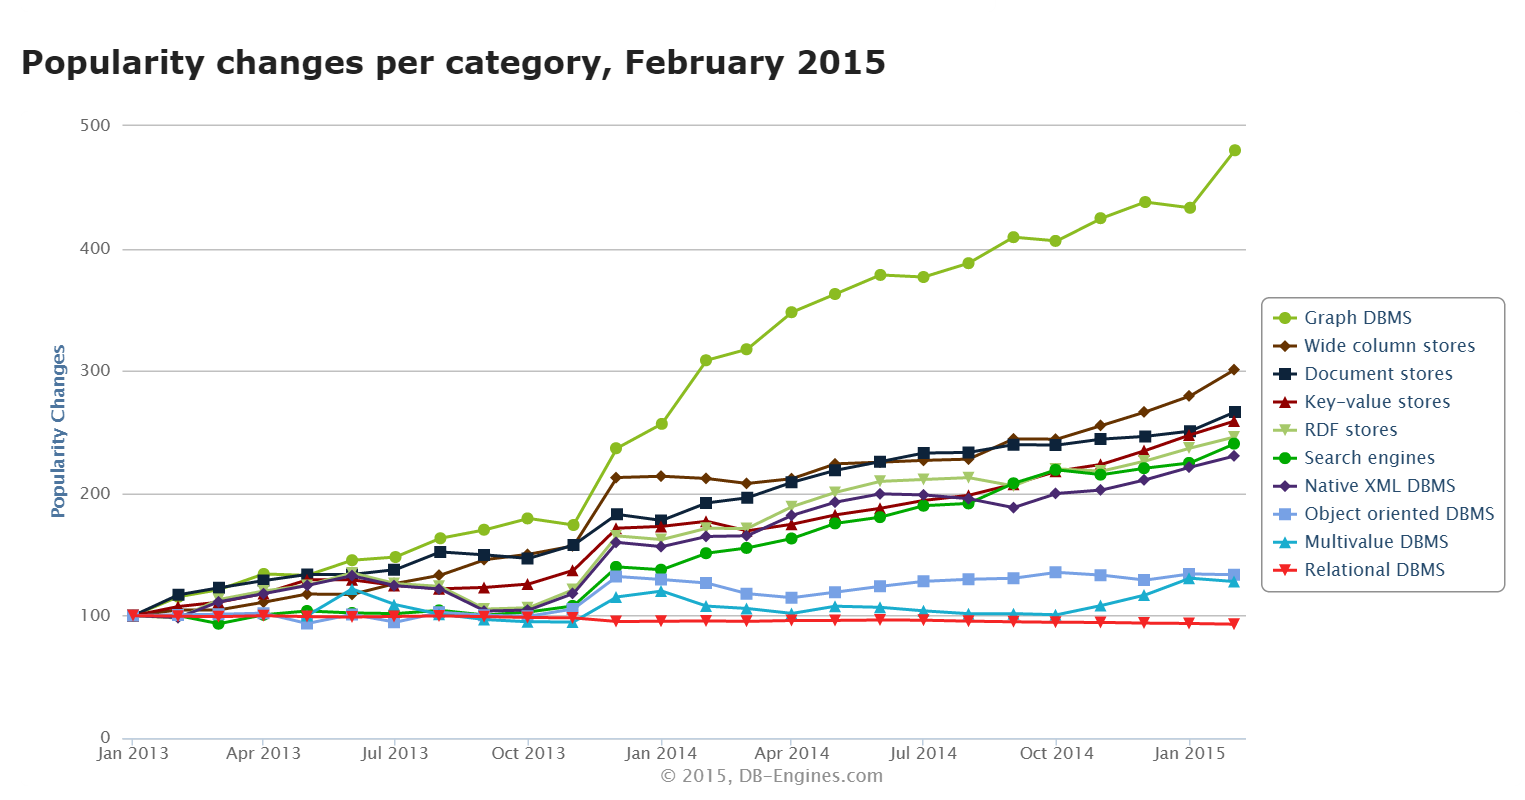 Popularity changes per category, February 2015
500
400
300
200
100
0
Popularity Changes
Jan 2013
Apr 2013
Jul 2013
Oct 2013
Jan 2014
Apr 2014
Jul 2014
Oct 2014
Jan 2015
© 2015, DB-Engines.com
Graph DBMS
Wide column stores
Document stores
Key-value stores
RDF stores
Search engines
Native XML DBMS
Object oriented DBMS
Multivalue DBMS
Relational DBMS